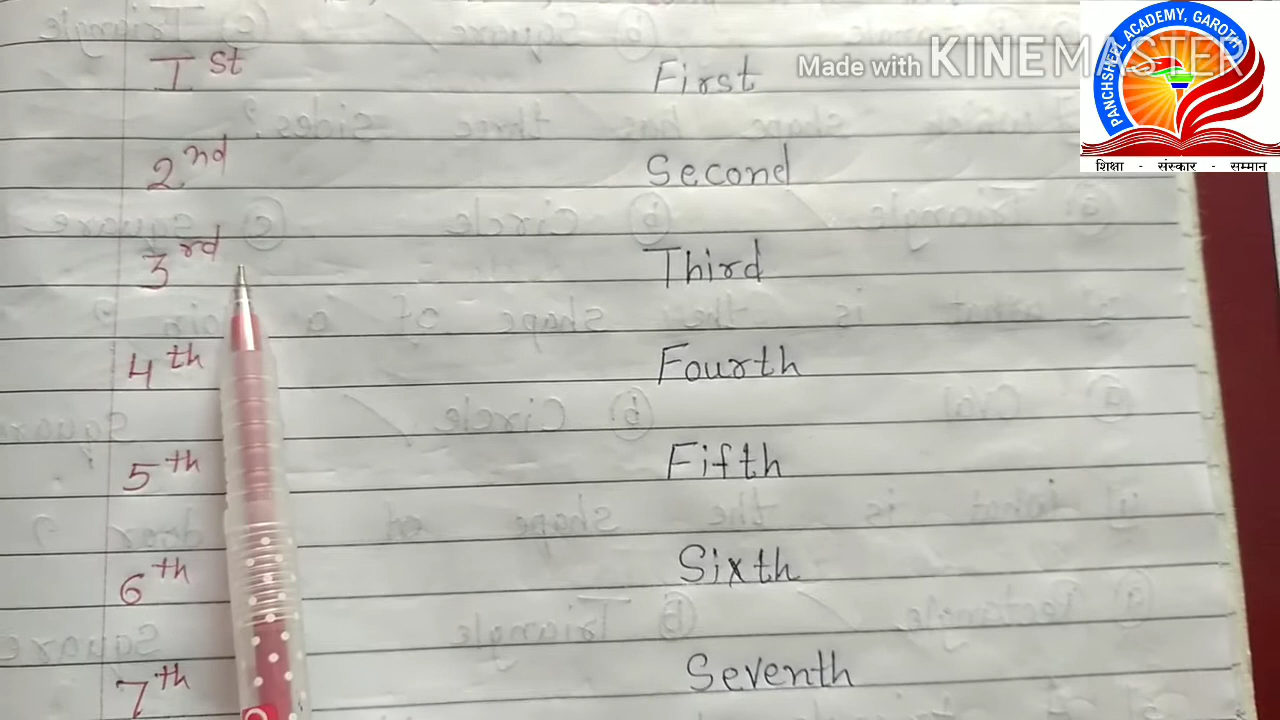 Made with KINEMASTER
PANCHSHEEL ACADEMY, GAROTH
शिक्षा - संस्कार - सम्मान
Ist First
2nd Second
3rd Third
4th Fourth
5th Fifth
6th Sixth
7th Seventh